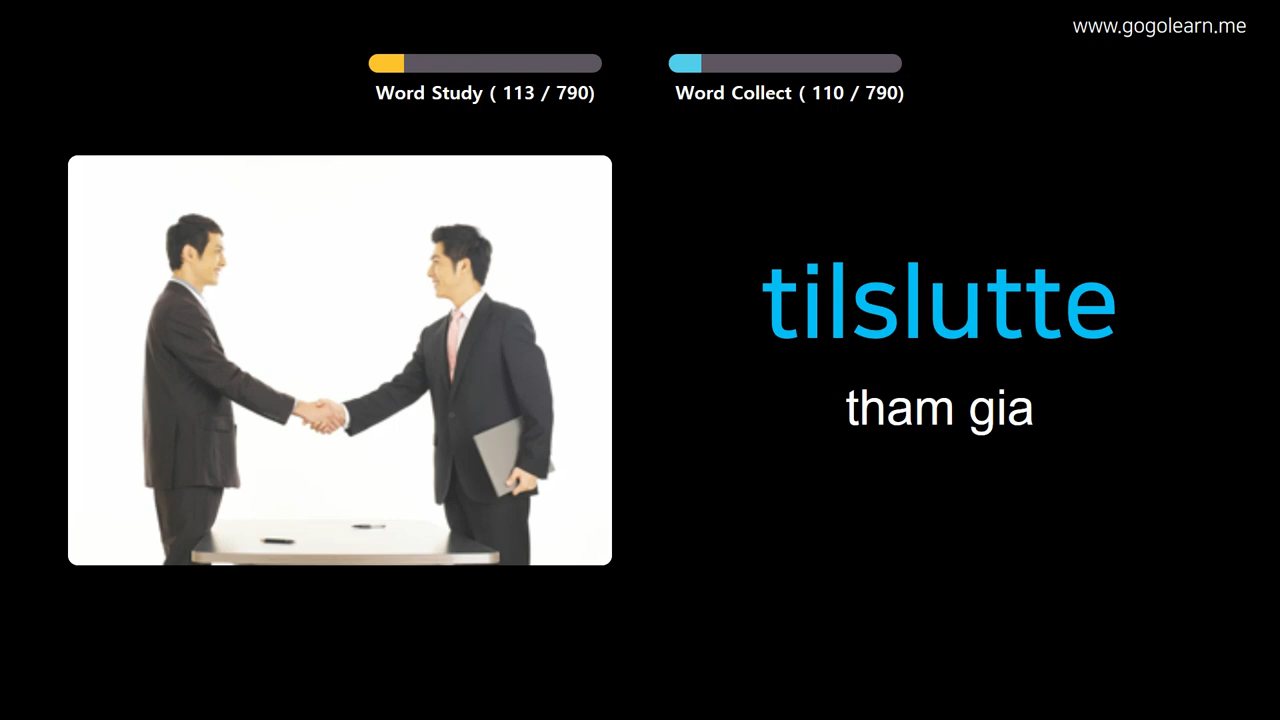 www.gogolearn.me
Word Study ( 113 / 790)
Word Collect ( 110 / 790)
tilslutte
tham gia